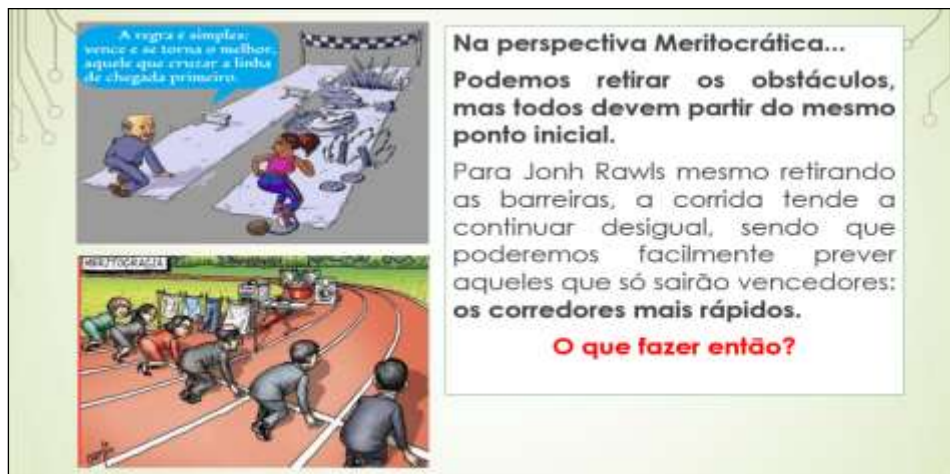 A regra é simples:
vence e se torna o melhor,
aquele que cruzar a linha
de chegada primeiro.
MERITOCRACIA
Na perspectiva Meritocrática...
Podemos retirar os obstáculos,
mas todos devem partir do mesmo
ponto inicial.
Para Jonh Rawls mesmo retirando
as barreiras, a corrida tende a
continuar desigual, sendo que
poderemos facilmente prever
aqueles que só sairão vencedores:
os corredores mais rápidos.
O que fazer então?